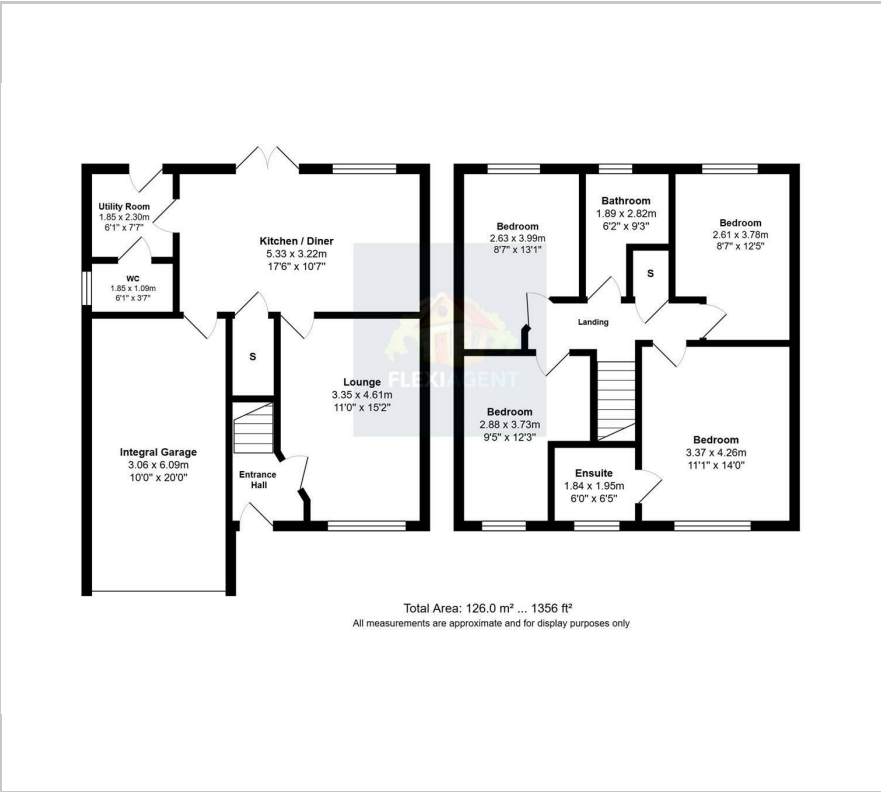 Utility Room
1.85 x 2.30m
6'1" x 7'7"
WC
1.85 x 1.09m
6'1" x 3'7"
Kitchen / Diner
5.33 x 3.22m
17'6" x 10'7"
S
Lounge
3.35 x 4.61m
11'0" x 15'2"
Integral Garage
3.06 x 6.09m
10'0" x 20'0"
Entrance
Hall
Bedroom
2.63 x 3.99m
8'7" x 13'1"
Bathroom
1.89 x 2.82m
6'2" x 9'3"
Bedroom
2.61 x 3.78m
8'7" x 12'5"
S
Landing
Bedroom
2.88 x 3.73m
9'5" x 12'3"
Ensuite
1.84 x 1.95m
6'0" x 6'5"
Bedroom
3.37 x 4.26m
11'1" x 14'0"
FLEXIAGENT
Total Area: 126.0 m² ... 1356 ft²
All measurements are approximate and for display purposes only